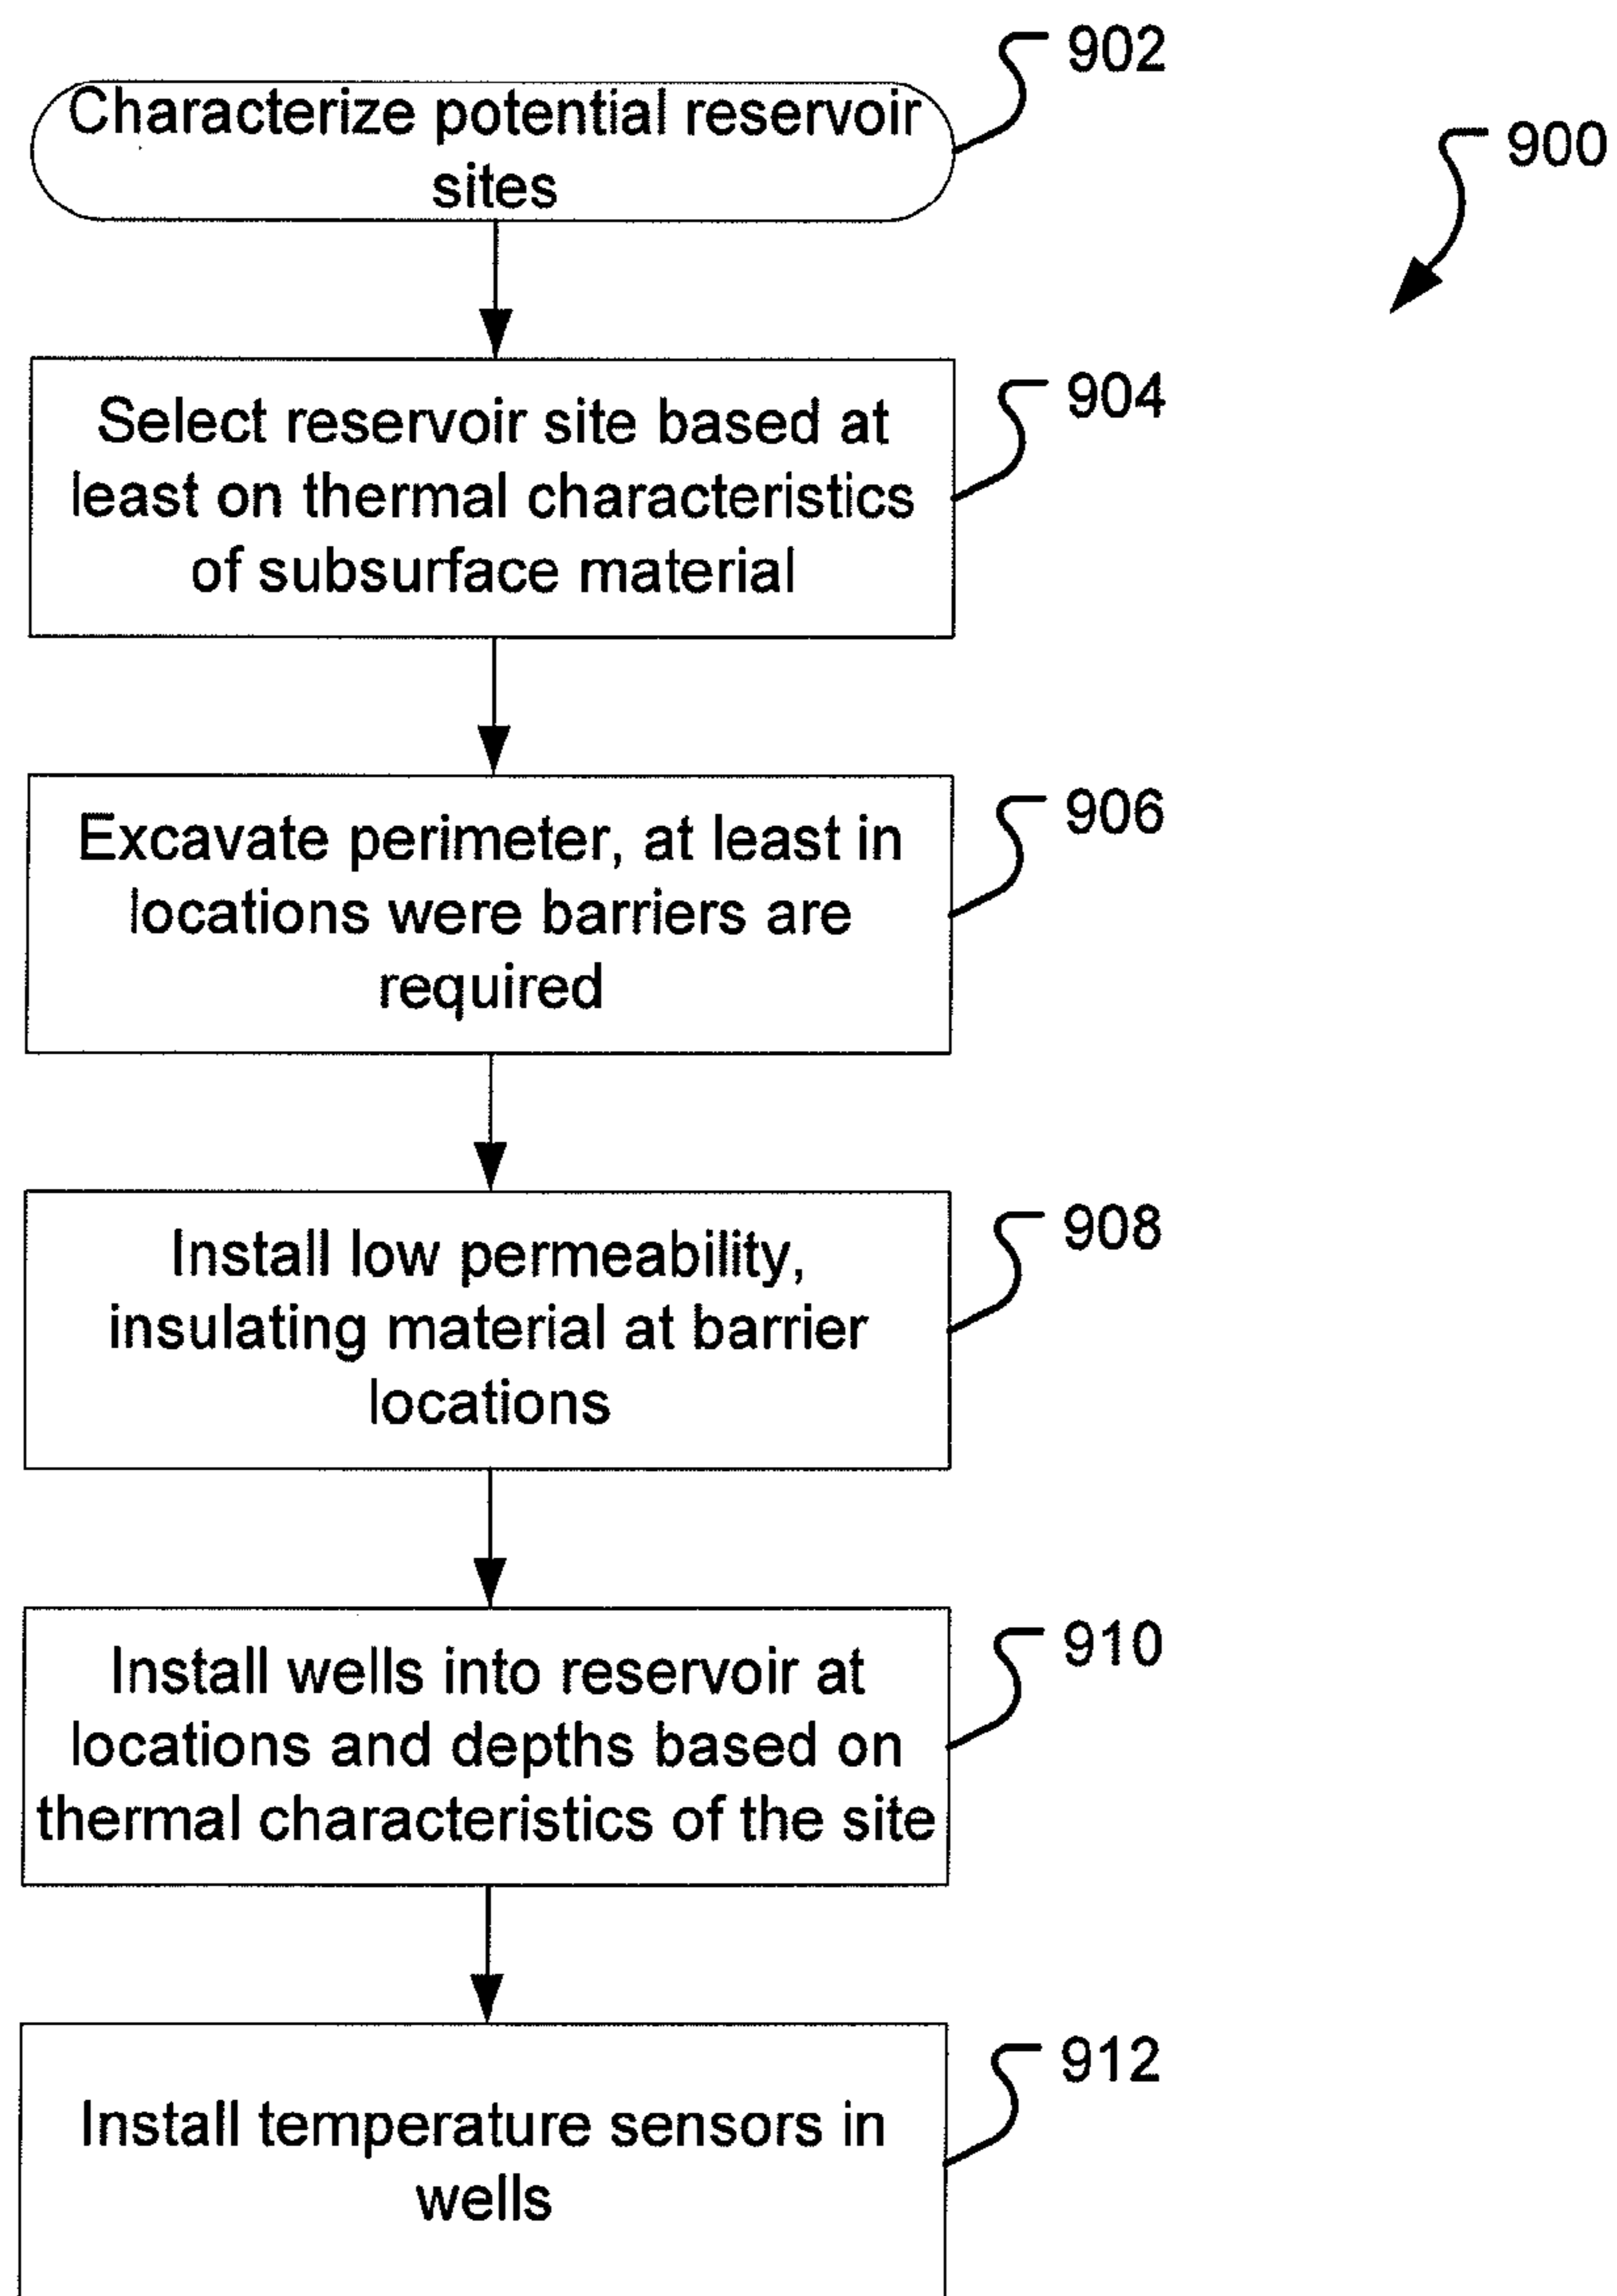 902
900
Characterize potential reservoir
sites
904
Select reservoir site based at
least on thermal characteristics
of subsurface material
906
Excavate perimeter, at least in
locations were barriers are
required
908
Install low permeability,
insulating material at barrier
locations
910
Install wells into reservoir at
locations and depths based on
thermal characteristics of the site
912
Install temperature sensors in
wells